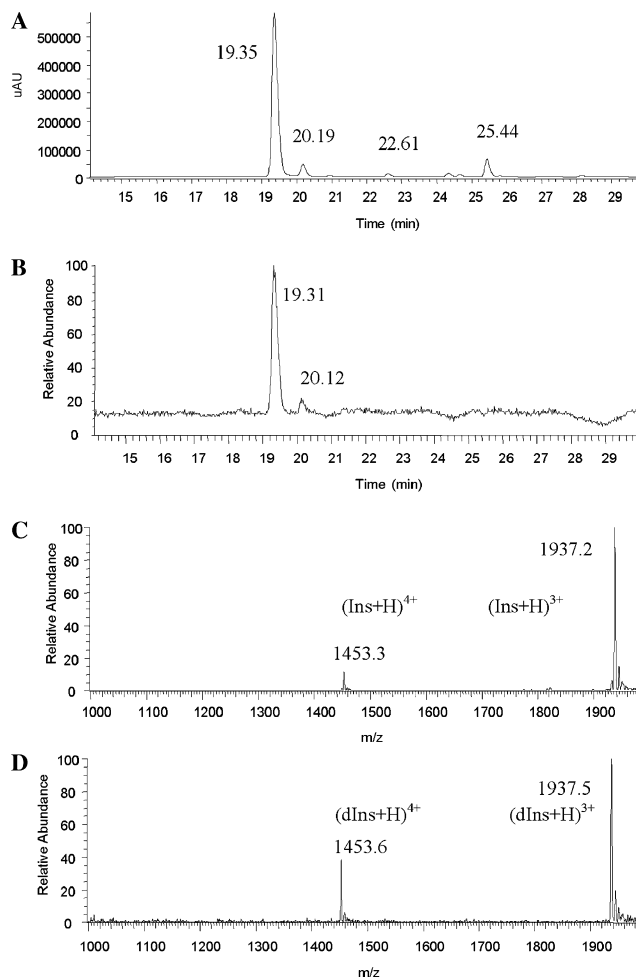 A
uAU
500000
400000
300000
200000
100000
0
19.35
20.19
22.61
25.44
15 16 17 18 19 20 21 22 23 24 25 26 27 28 29
Time (min)
B
Relative Abundance
100
80
60
40
20
0
19.31
20.12
15 16 17 18 19 20 21 22 23 24 25 26 27 28 29
Time (min)
C
Relative Abundance
100
80
60
40
20
0
1937.2
(Ins+H)4+ (Ins+H)3+
1453.3
1000 1100 1200 1300 1400 1500 1600 1700 1800 1900
m/z
D
Relative Abundance
100
80
60
40
20
0
1937.5
(dIns+H)4+ (dIns+H)3+
1453.6
1000 1100 1200 1300 1400 1500 1600 1700 1800 1900
m/z